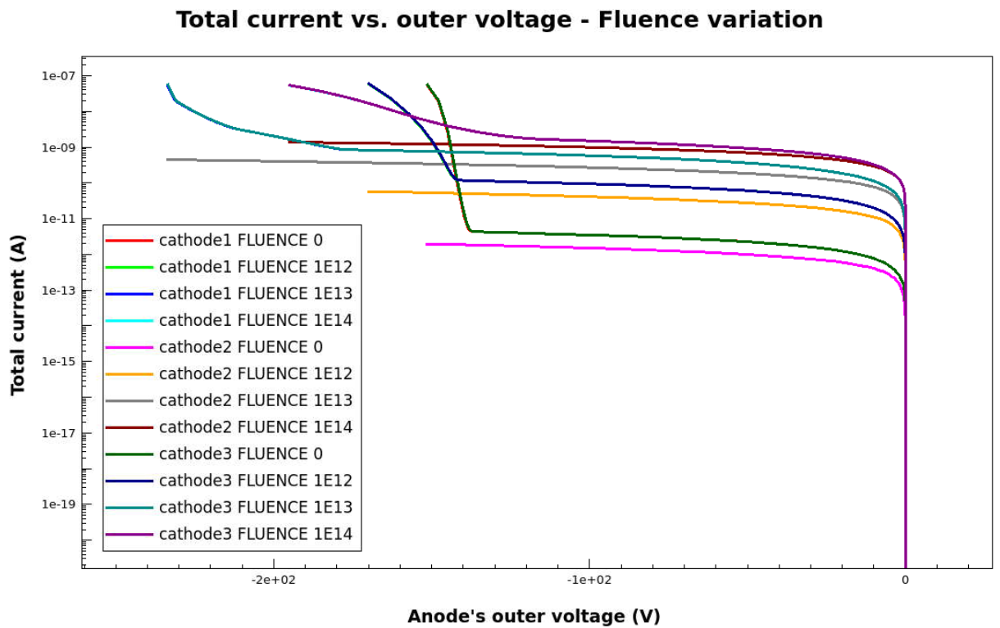 Total current vs. outer voltage - Fluence variation
1e-07
1e-09
1e-11
1e-13
1e-15
1e-17
1e-19
Total current (A)
cathode1 FLUENCE 0
cathode1 FLUENCE 1E12
cathode1 FLUENCE 1E13
cathode1 FLUENCE 1E14
cathode2 FLUENCE 0
cathode2 FLUENCE 1E12
cathode2 FLUENCE 1E13
cathode2 FLUENCE 1E14
cathode3 FLUENCE 0
cathode3 FLUENCE 1E12
cathode3 FLUENCE 1E13
cathode3 FLUENCE 1E14
-2e+02 -1e+02 0
Anode's outer voltage (V)